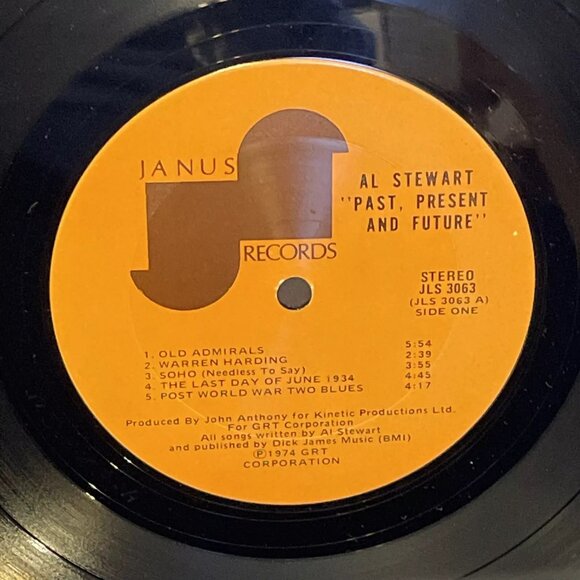 JANUS
RECORDS
AL STEWART
"PAST, PRESENT
AND FUTURE"
STEREO
JLS 3063
(JLS 3063 A)
SIDE ONE
1. OLD ADMIRALS 5:54
2. WARREN HARDING 2:39
3. SOHO (Needless To Say) 3:55
4. THE LAST DAY OF JUNE 1934 4:45
5. POST WORLD WAR TWO BLUES 4:17
Produced By John Anthony for Kinetic Productions Ltd.
For GRT Corporation
All songs written by Al Stewart
and published by Dick James Music (BMI)
Ⓟ1974 GRT
CORPORATION